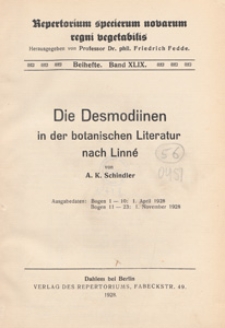 Repertorium specierum novarum
regni vegetabilis
Herausgegeben von Professor Dr. phil. Friedrich Fedde.
Beihefte. Band XLIX.
Die Desmodiinen
in der botanischen Literatur
nach Linné
von
A. K. Schindler
Ausgabedaten: Bogen 1—10: 1. April 1928
Bogen 11—23: 1. November 1928
Dahlem bei Berlin
VERLAG DES REPERTORIUMS, FABECKSTR. 49.
1928.